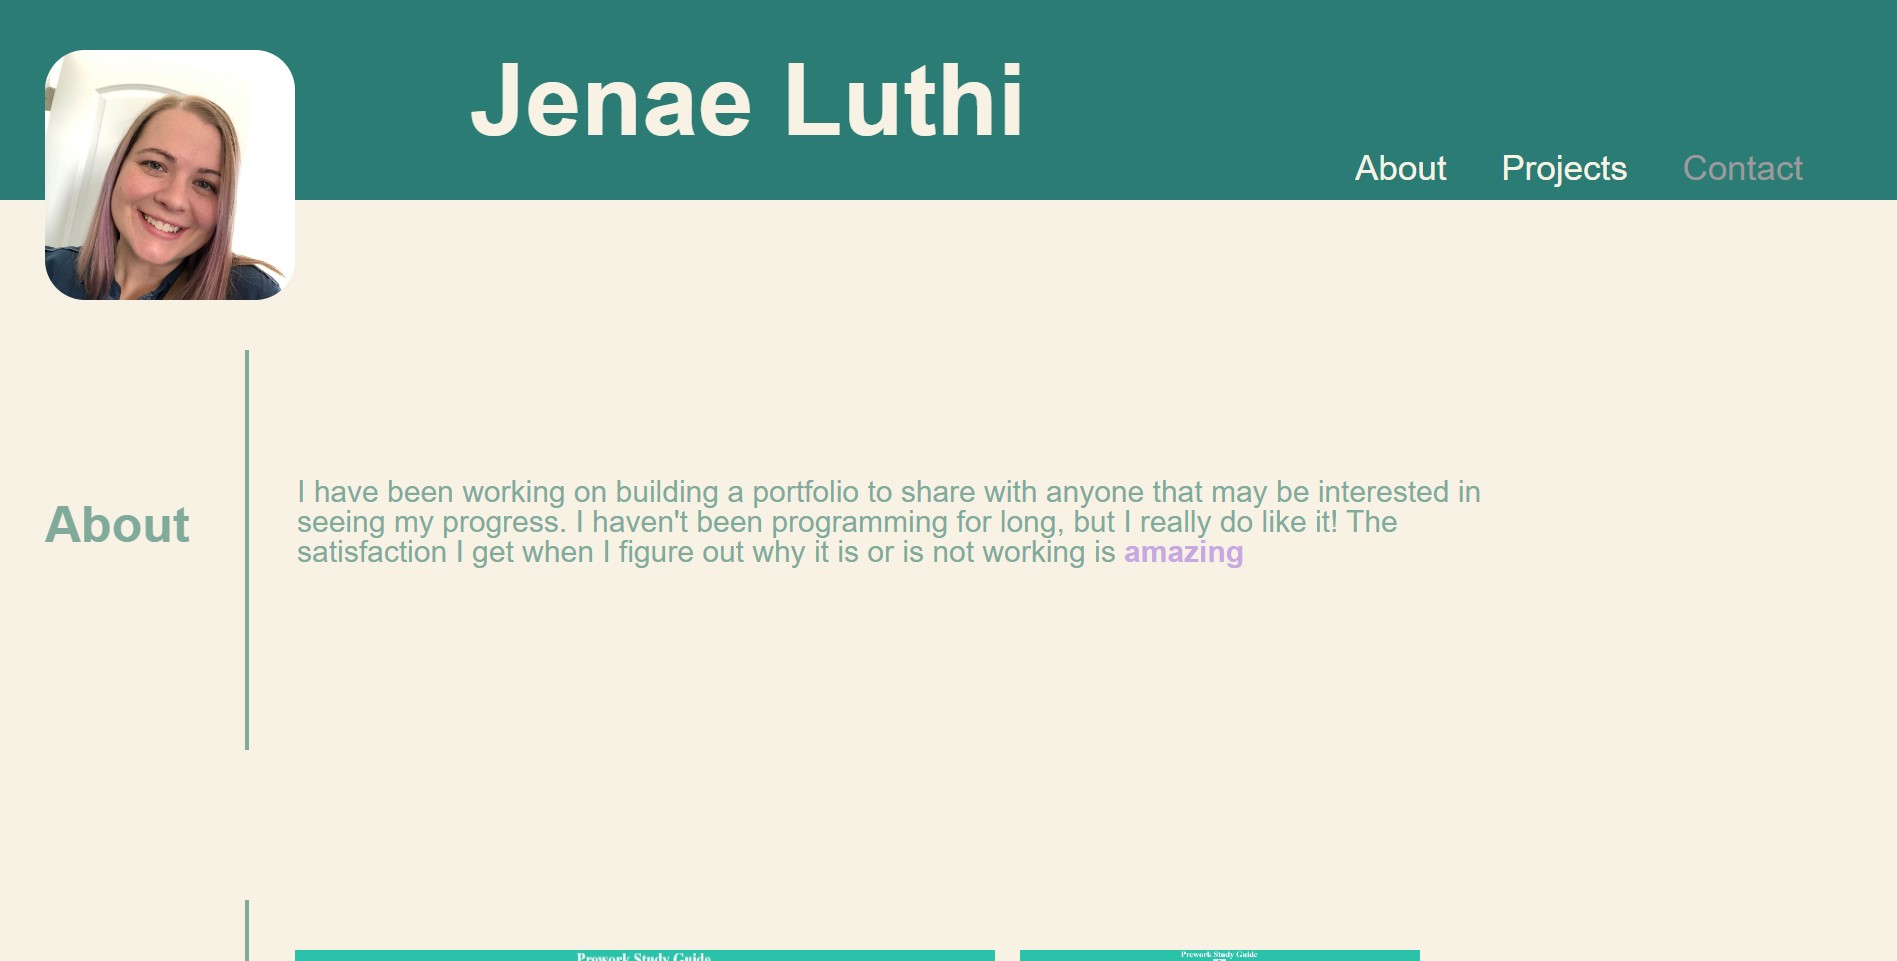 Jenae Luthi
About Projects Contact
About
I have been working on building a portfolio to share with anyone that may be interested in
seeing my progress. I haven't been programming for long, but I really do like it! The
satisfaction I get when I figure out why it is or is not working is amazing
Prework Study Guide
Prework Study Guide